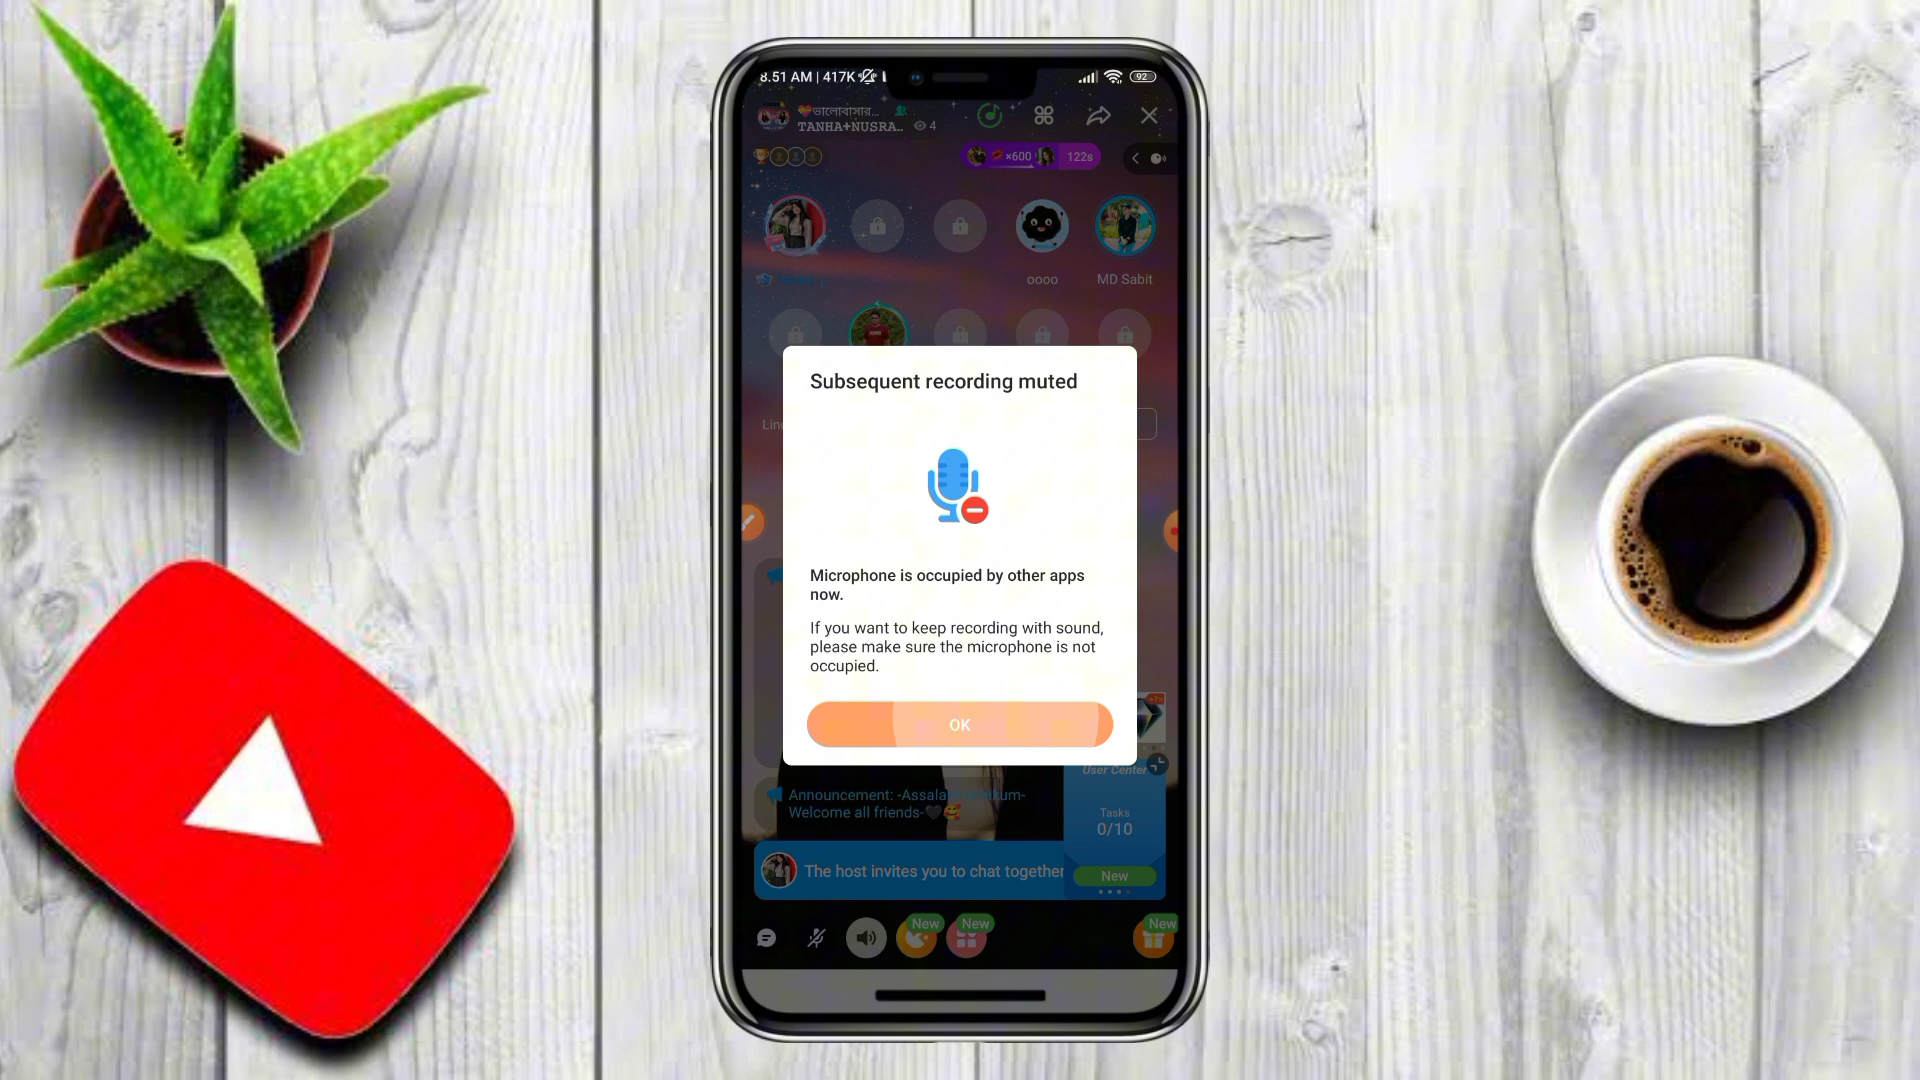 8.51 AM | 417K
92
❤️ভালোবাসার...
TANHA+NUSRA..
4
×600
122s
oooo
MD Sabit
Subsequent recording muted
Microphone is occupied by other apps
now.
If you want to keep recording with sound,
please make sure the microphone is not
occupied.
OK
User Center
Tasks
0/10
Welcome all friends-🖤🥰
The host invites you to chat together
New
New
New
New